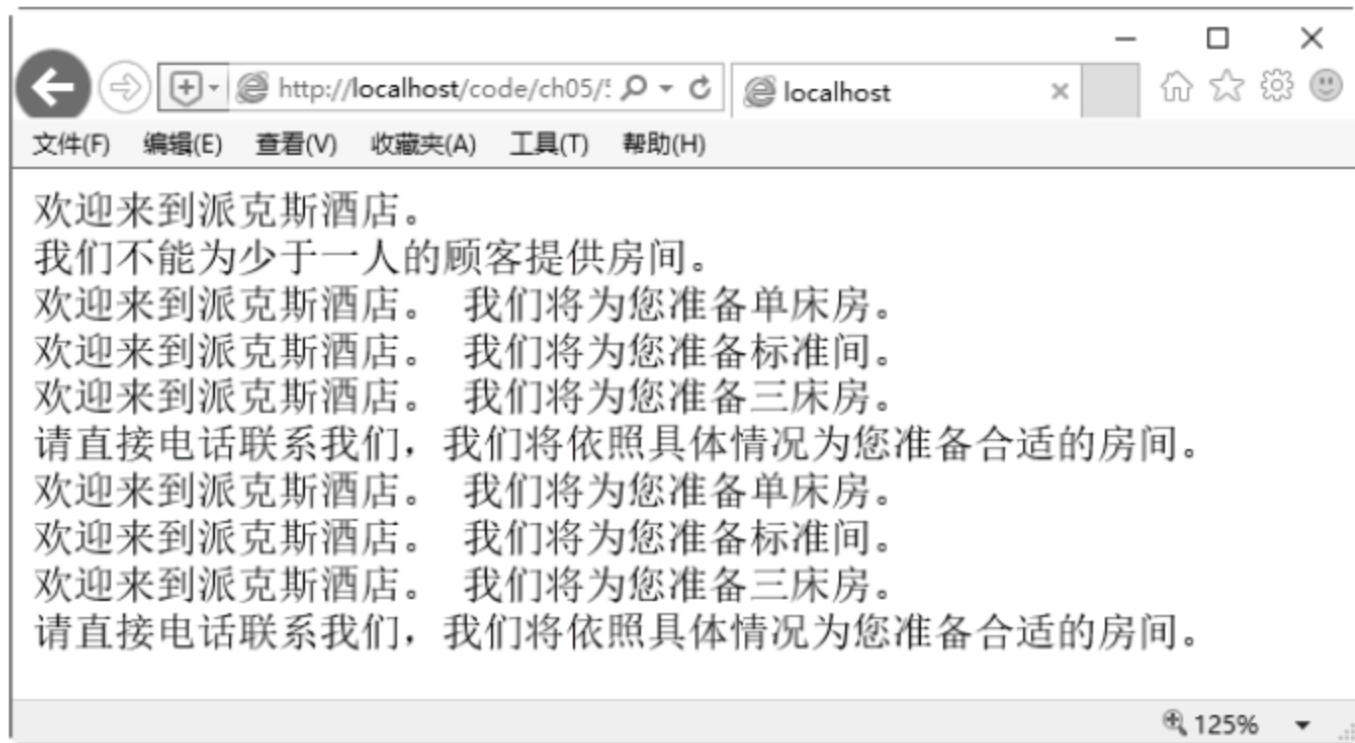 http://localhost/code/ch05/
localhost
文件(F) 编辑(E) 查看(V) 收藏夹(A) 工具(T) 帮助(H)
欢迎来到派克斯酒店。
我们不能为少于一人的顾客提供房间。
欢迎来到派克斯酒店。 我们将为您准备单床房。
欢迎来到派克斯酒店。 我们将为您准备标准间。
欢迎来到派克斯酒店。 我们将为您准备三床房。
请直接电话联系我们，我们将依照具体情况为您准备合适的房间。
欢迎来到派克斯酒店。 我们将为您准备单床房。
欢迎来到派克斯酒店。 我们将为您准备标准间。
欢迎来到派克斯酒店。 我们将为您准备三床房。
请直接电话联系我们，我们将依照具体情况为您准备合适的房间。
125%